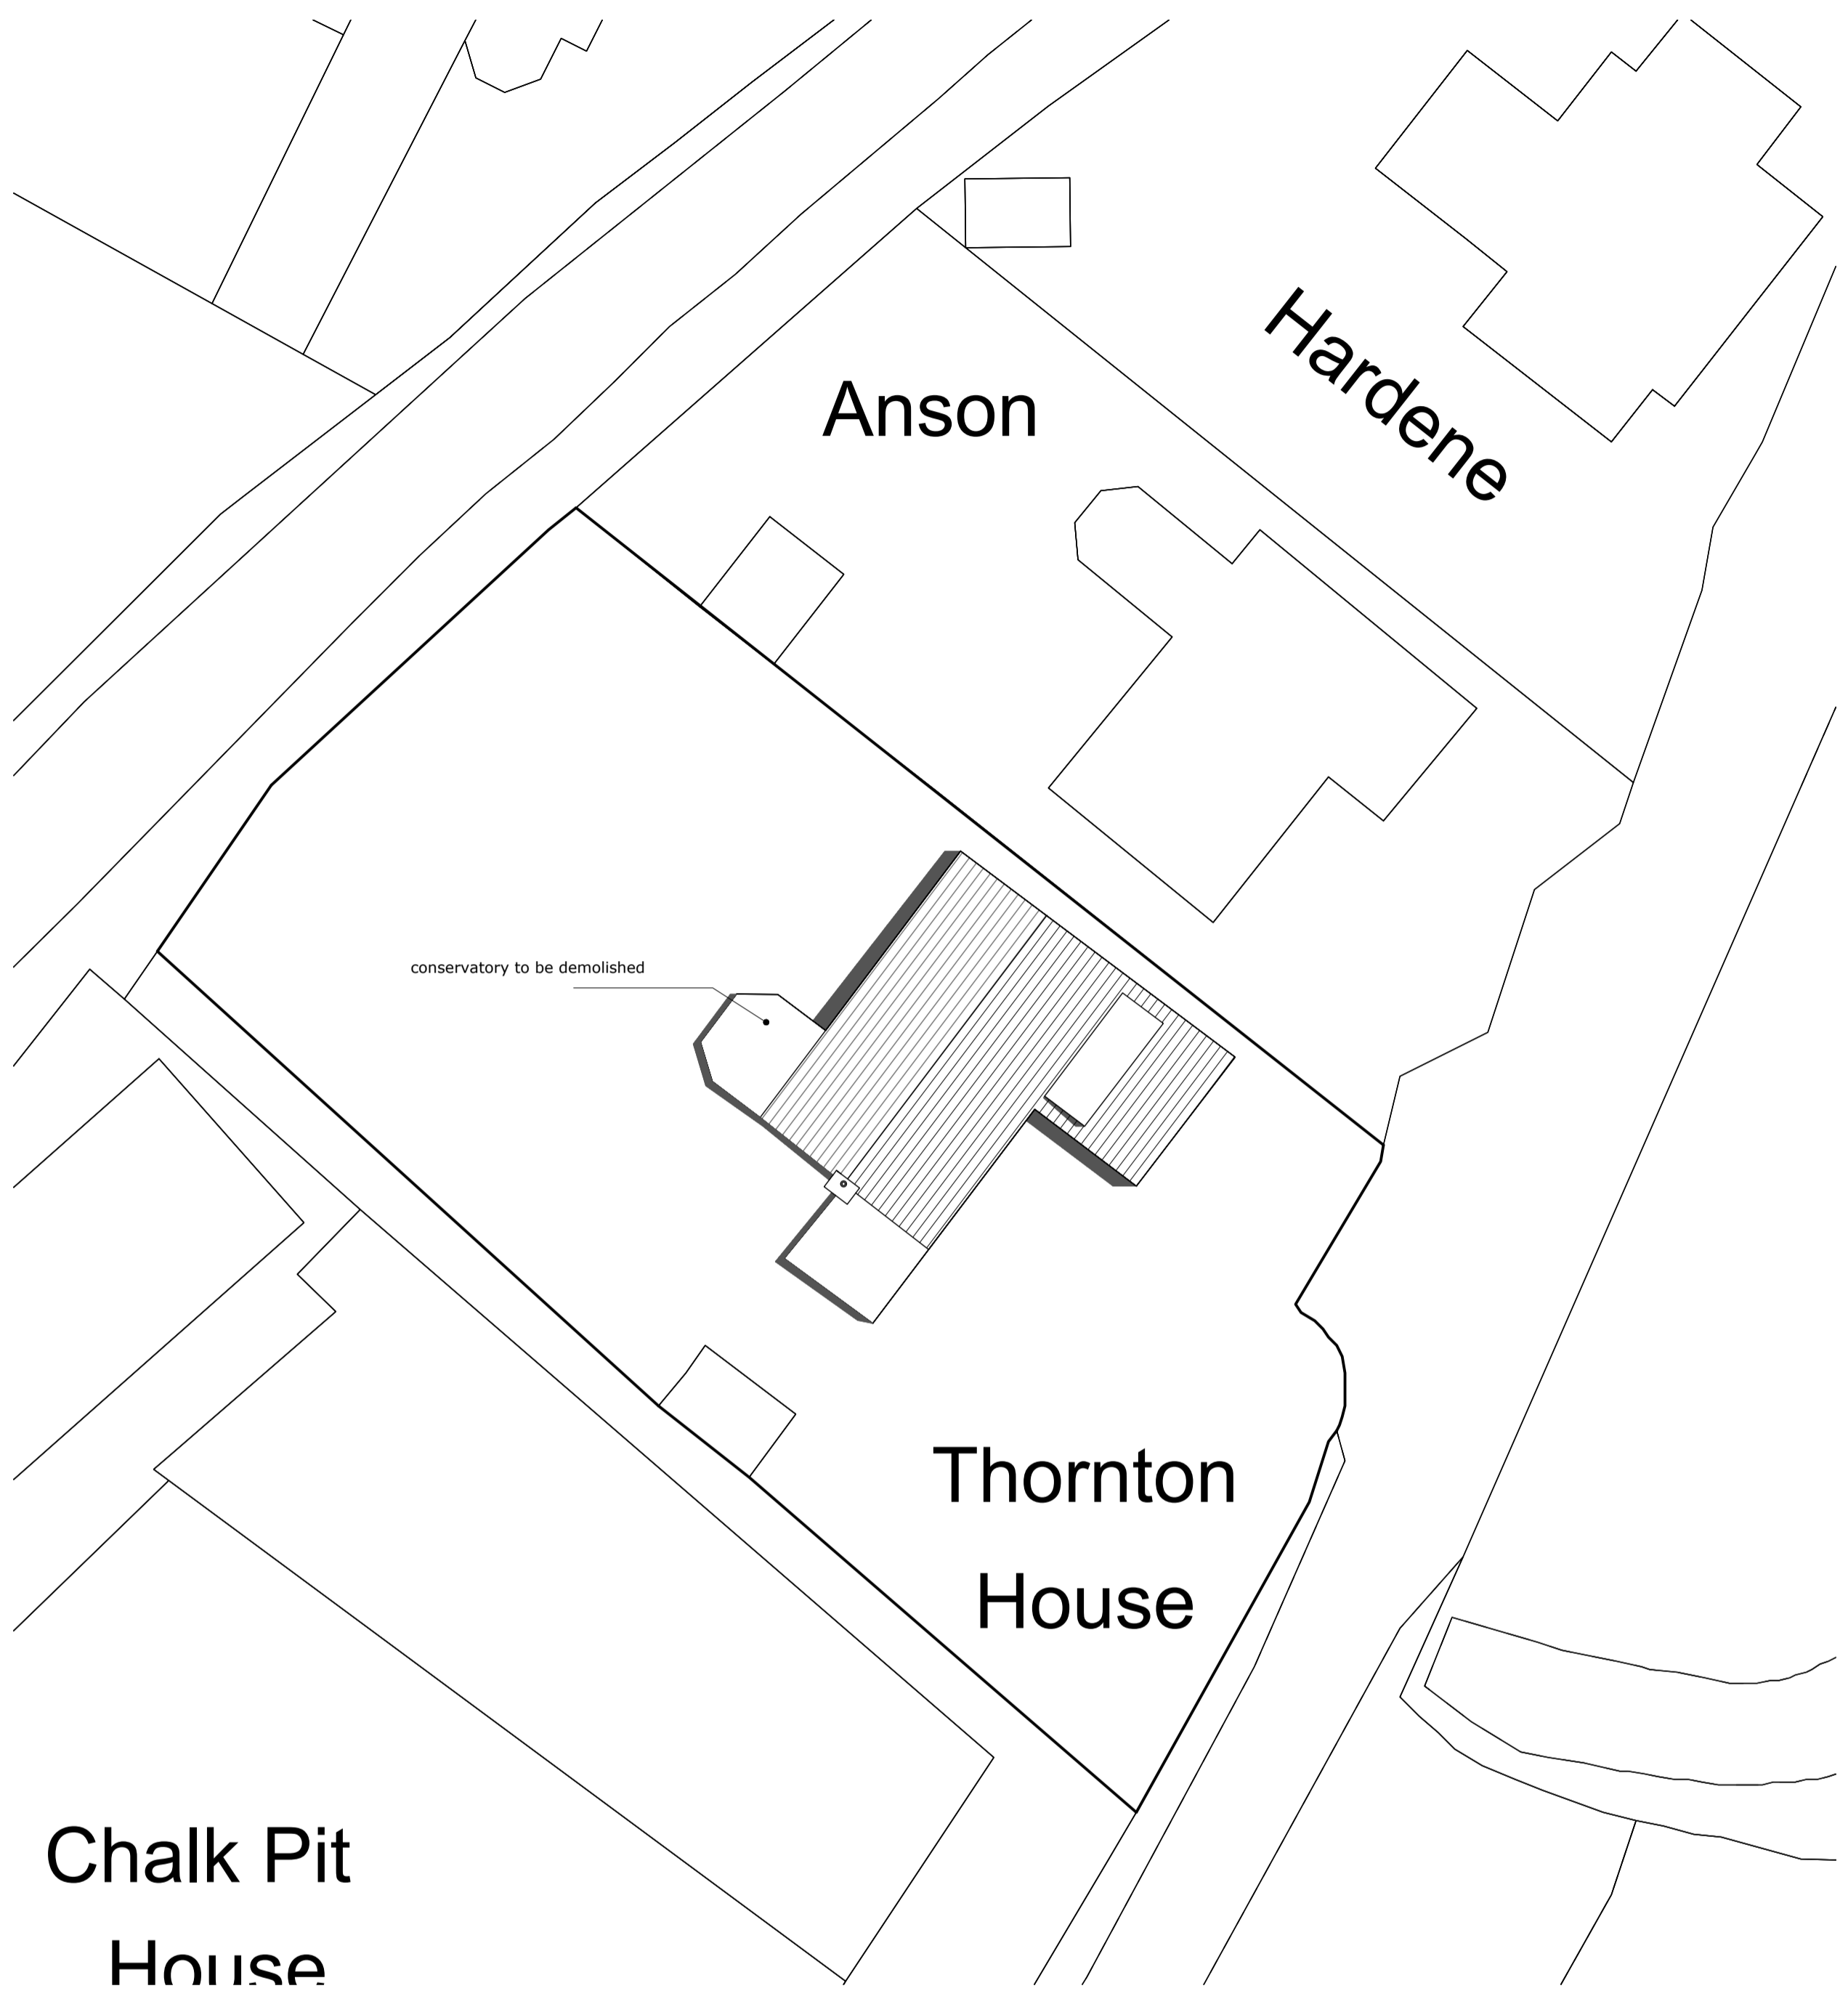 Hardene
Anson
conservatory to be demolished
Thornton
House
Chalk Pit
House